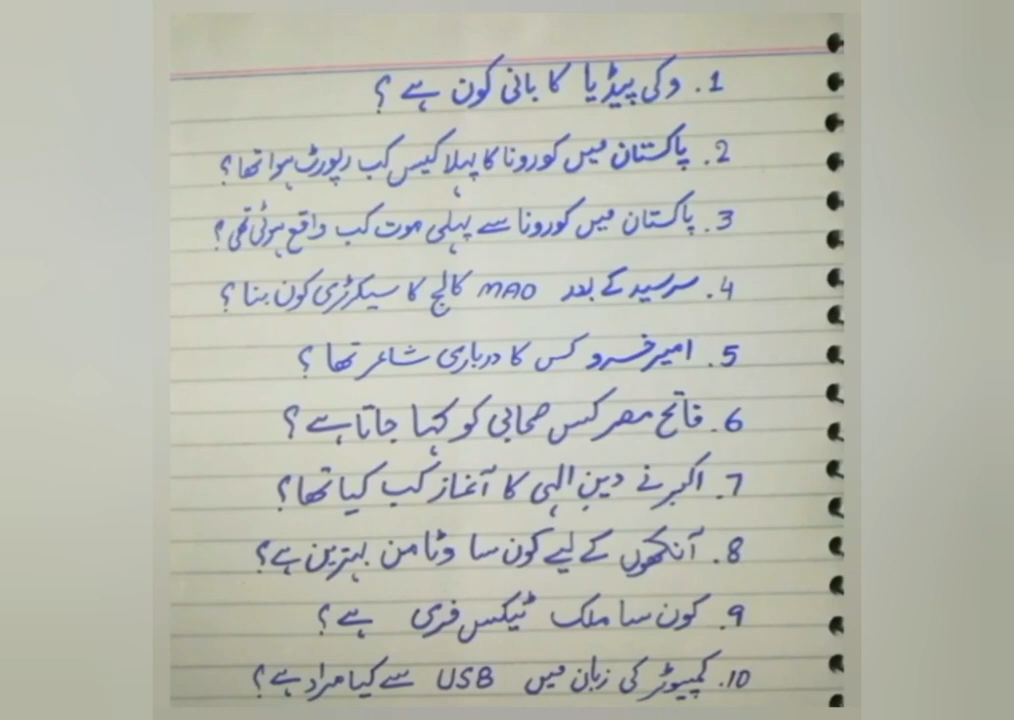 1. وکی پیڈیا کا بانی کون ہے ؟
2. پاکستان میں کورونا کا پہلا کیس کب رپورٹ ہوا تھا؟
3. پاکستان میں کورونا سے پہلی موت کب واقع ہوئی تھی؟
4. سرسید کے بعد MAO کالج کا سیکرٹری کون بنا ؟
5. امیر خسرو کس کا درباری شاعر تھا ؟
6. فاتح مصر کس صحابی کو کہا جاتا ہے ؟
7. اکبر نے دینِ الہی کا آغاز کب کیا تھا؟
8. آنکھوں کے لیے کون سا وٹامن بہترین ہے؟
9. کون سا ملک ٹیکس فری ہے ؟
10. کمپیوٹر کی زبان میں USB سے کیا مراد ہے؟